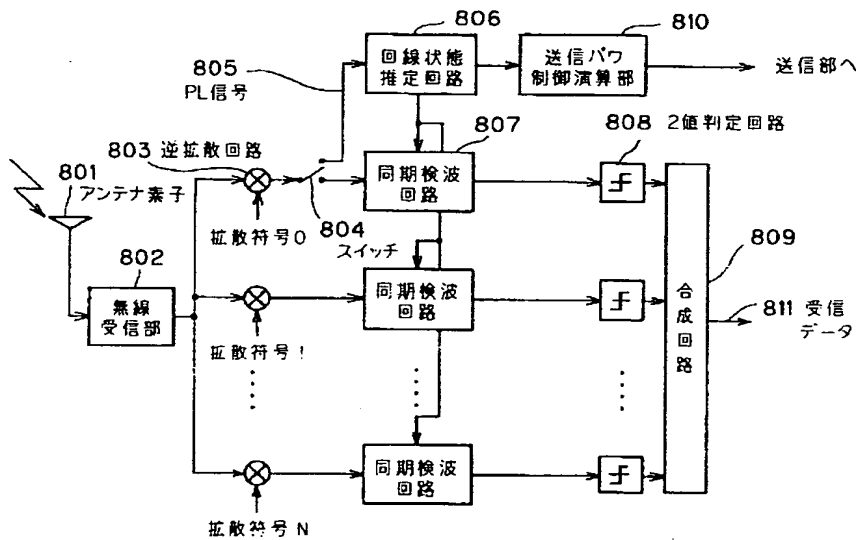 806
810
回線状態
推定回路
送信パワ
制御演算部
送信部へ
805
PL信号
807
808 2値判定回路
803 逆拡散回路
801
アンテナ素子
同期検波
回路
拡散符号0
804
スイッチ
809
802
無線
受信部
同期検波
回路
合成回路
811 受信
データ
拡散符号1
同期検波
回路
拡散符号N